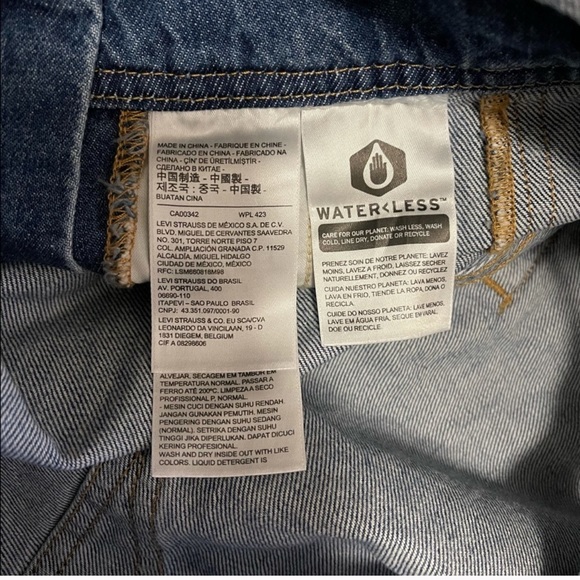 MADE IN CHINA - FABRIQUE EN CHINE -
FABRICADO EN CHINA - FABRICADO NA
CHINA - ÇİN' DE ÜRETİLMİŞTİR -
СДЕЛАНО В КИТАЕ -
中国制造 - 中國製 -
제조국 : 중국 - 中国製 -
BUATAN CINA
CA00342 WPL 423
LEVI STRAUSS DE MÉXICO S.A. DE C.V.
BLVD. MIGUEL DE CERVANTES SAAVEDRA
NO. 301, TORRE NORTE PISO 7
COL. AMPLIACIÓN GRANADA C.P. 11529
ALCALDÍA. MIGUEL HIDALGO
CIUDAD DE MÉXICO, MÉXICO
RFC: LSM660816M98
LEVI STRAUSS DO BRASIL
AV. PORTUGAL, 400
06690-110
ITAPEVI - SAO PAULO BRASIL
CNPJ: 43.351.097/0001-90
LEVI STRAUSS & CO. EU SCA/CVA
LEONARDO DA VINCILAAN, 19 - D
1831 DIEGEM, BELGIUM
CIF A 08296606
ALVEJAR. SECAGEM EM TAMBOR EM
TEMPERATURA NORMAL. PASSAR A
FERRO ATÉ 200ºC. LIMPEZA A SECO
PROFISSIONAL P, NORMAL.
- MESIN CUCI DENGAN SUHU RENDAH.
JANGAN GUNAKAN PEMUTIH. MESIN
PENGERING DENGAN SUHU SEDANG
(NORMAL). SETRIKA DENGAN SUHU
TINGGI JIKA DIPERLUKAN. DAPAT DICUCI
KERING PROFESIONAL.
WASH AND DRY INSIDE OUT WITH LIKE
COLORS. LIQUID DETERGENT IS
WATER<LESS™
CARE FOR OUR PLANET: WASH LESS, WASH
COLD, LINE DRY, DONATE OR RECYCLE
PRENEZ SOIN DE NOTRE PLANETE: LAVEZ
MOINS, LAVEZ A FROID, LAISSEZ SÉCHER
NATURELLEMENT, DONNEZ OU RECYCLEZ
CUIDA NUESTRO PLANETA: LAVA MENOS,
LAVA EN FRIO, TIENDE LA ROPA, DONA O
RECICLA.
CUIDE DO NOSSO PLANETA: LAVE MENOS,
LAVE EM ÁGUA FRIA, SEQUE EM VARAL,
DOE OU RECICLE.